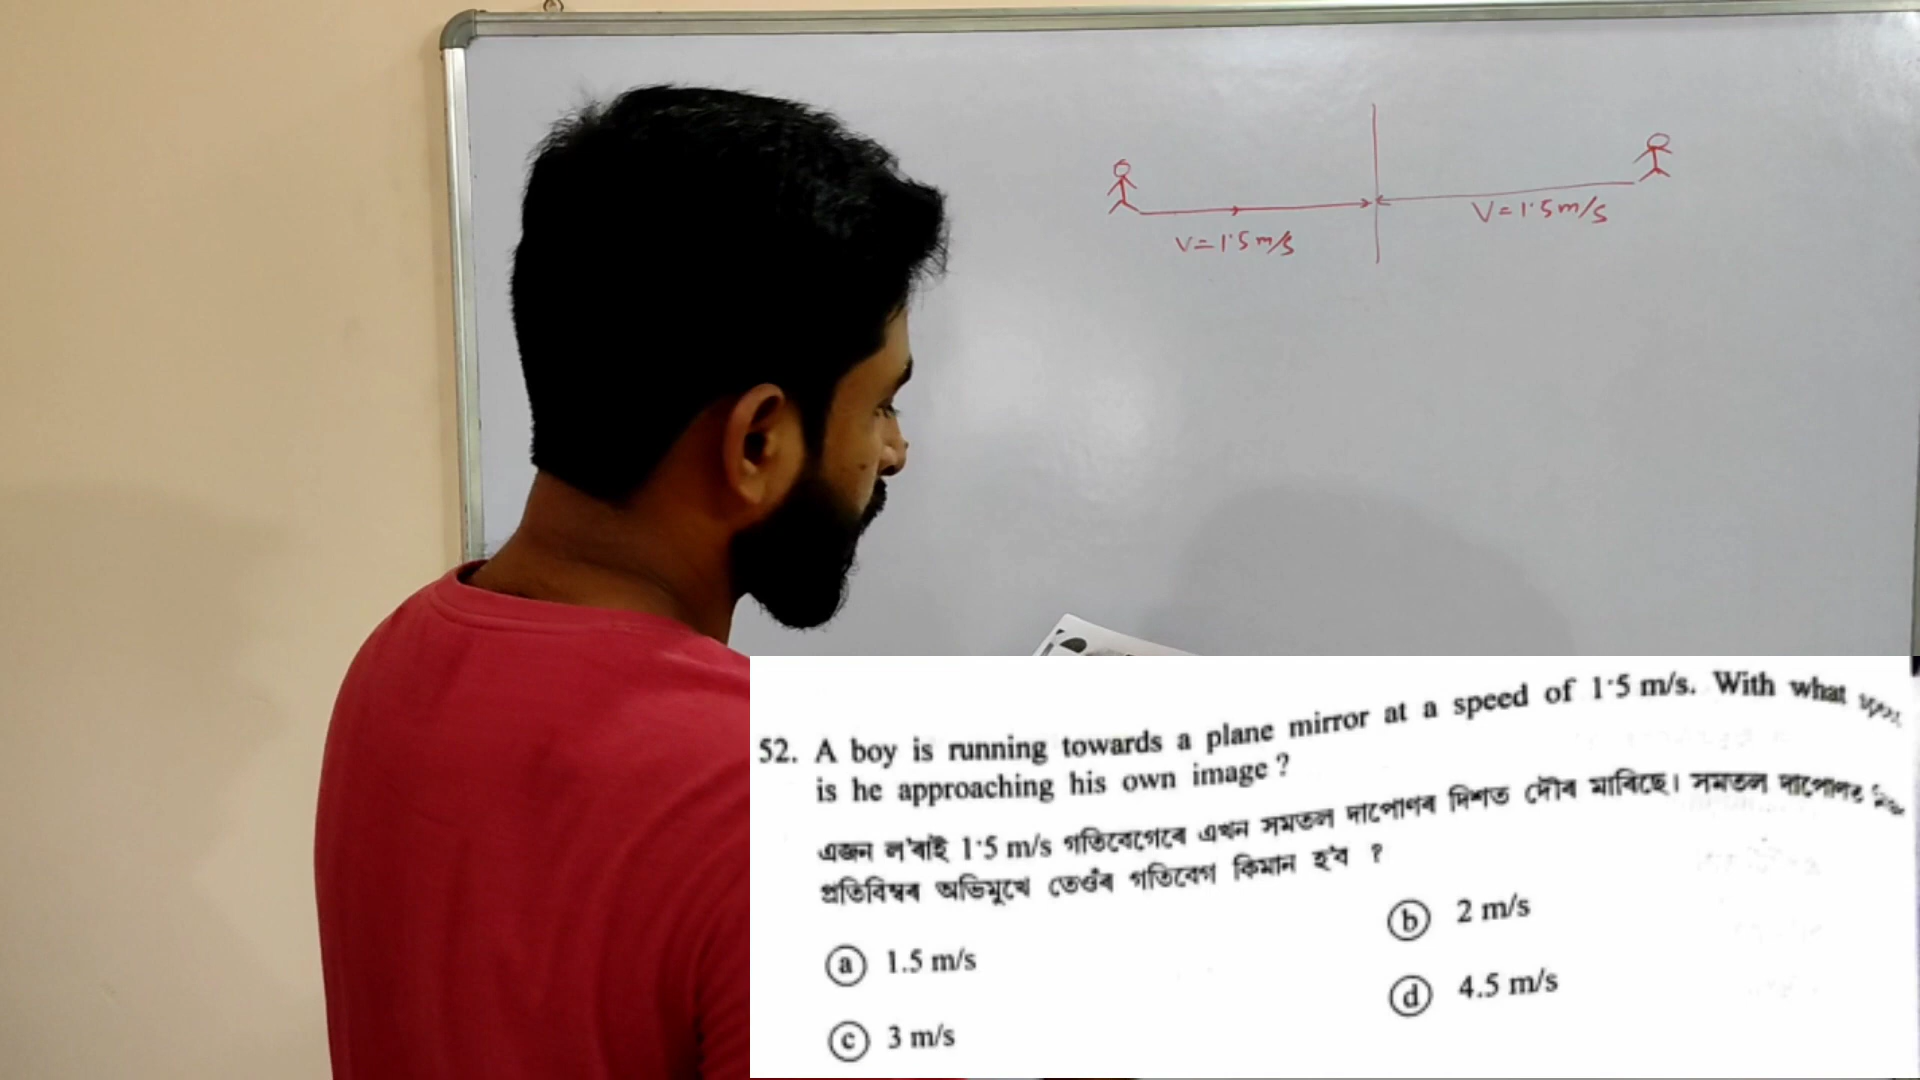 V=1.5m/s
V=1.5m/s
52. A boy is running towards a plane mirror at a speed of 1·5 m/s. With what
is he approaching his own image ?
এজন ল'ৰাই 1·5 m/s গতিবেগেৰে এখন সমতল দাপোণৰ দিশত দৌৰ মাৰিছে। সমতল দাপোণৰ
প্ৰতিবিম্বৰ অভিমুখে তেওঁৰ গতিবেগ কিমান হ'ব ?
a 1.5 m/s
b 2 m/s
c 3 m/s
d 4.5 m/s